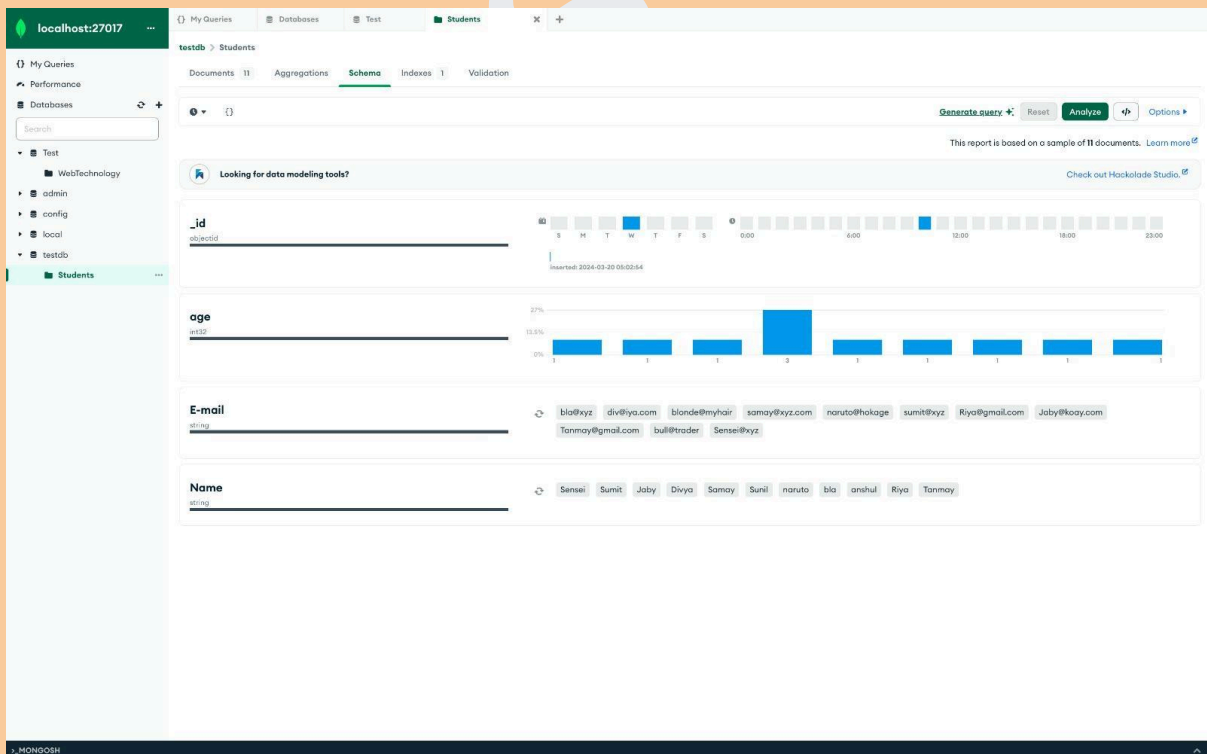 localhost:27017 ...
{} My Queries
Performance
Databases
Search
Test
WebTechnology
admin
config
local
testdb
Students ...
{} My Queries Databases Test Students
testdb > Students
Documents 11 Aggregations Schema Indexes 1 Validation
{} Generate query Reset Analyze </> Options
This report is based on a sample of 11 documents. Learn more
Looking for data modeling tools? Check out Hackolade Studio.
_id
objectid
S M T W T F S 0:00 6:00 12:00 18:00 23:00
inserted: 2024-03-20 05:02:54
age
int32
27%
13.5%
0%
1 1 1 3 1 1 1 1 1
E-mail
string
bla@xyz div@iya.com blonde@myhair samay@xyz.com naruto@hokage sumit@xyz Riya@gmail.com Jaby@koay.com
Tanmay@gmail.com bull@trader Sensei@xyz
Name
string
Sensei Sumit Jaby Divya Samay Sunil naruto bla anshul Riya Tanmay
>_MONGOSH